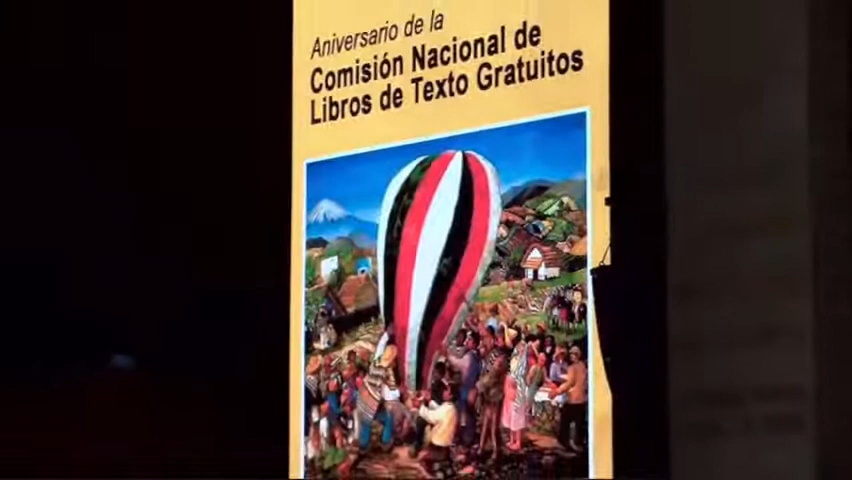 Aniversario de la
Comisión Nacional de
Libros de Texto Gratuitos